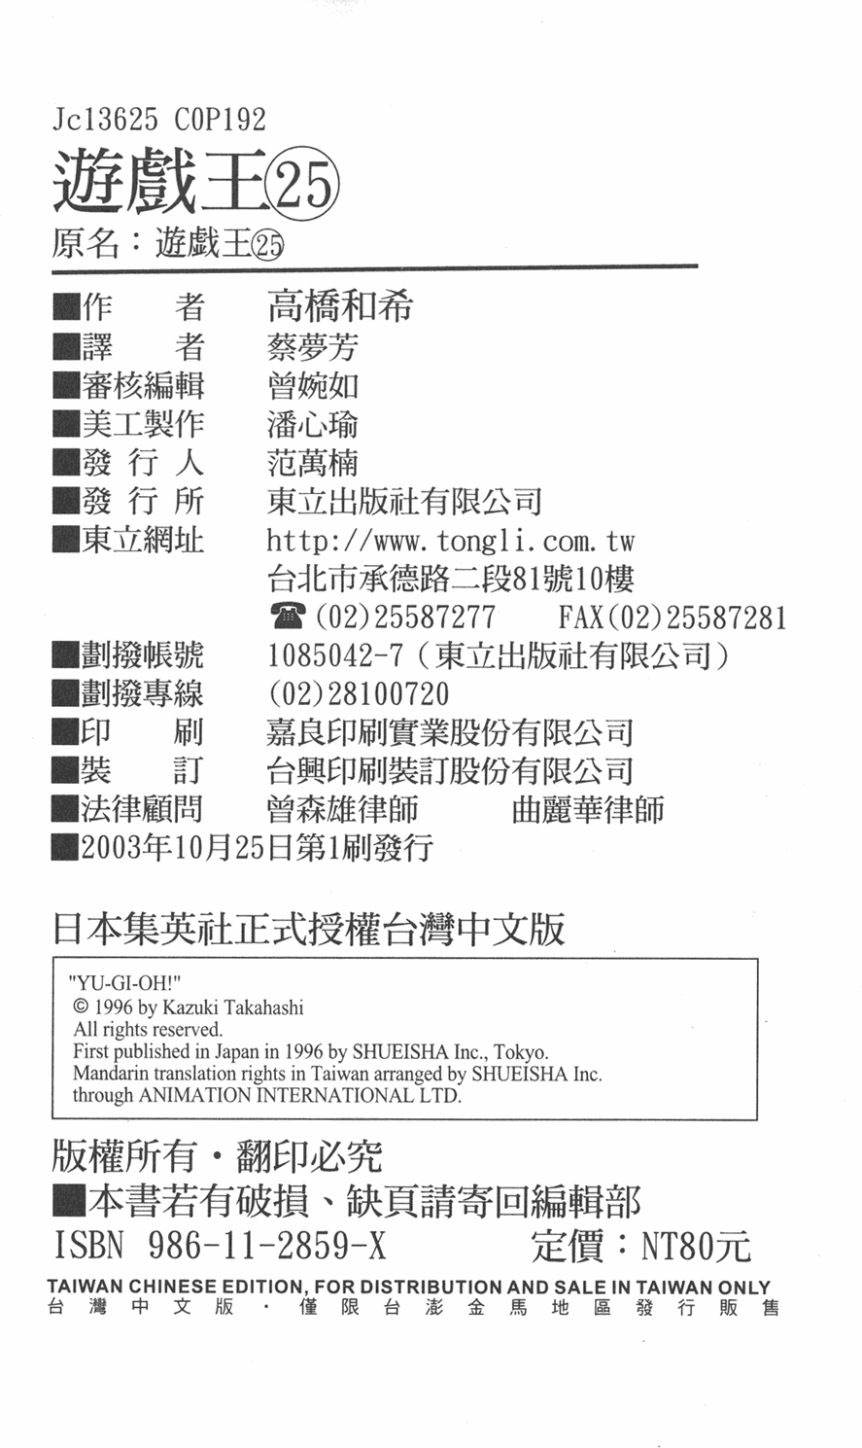 Jc13625 C0P192
遊戲王㉕
原名：遊戲王㉕
■作　　者　高橋和希
■譯　　者　蔡夢芳
■審核編輯　曾婉如
■美工製作　潘心瑜
■發 行 人　范萬楠
■發 行 所　東立出版社有限公司
■東立網址　http://www.tongli.com.tw
台北市承德路二段81號10樓
☎(02)25587277　FAX(02)25587281
■劃撥帳號　1085042-7（東立出版社有限公司）
■劃撥專線　(02)28100720
■印　　刷　嘉良印刷實業股份有限公司
■裝　　訂　台興印刷裝訂股份有限公司
■法律顧問　曾森雄律師　曲麗華律師
■2003年10月25日第1刷發行
日本集英社正式授權台灣中文版
"YU-GI-OH!"
© 1996 by Kazuki Takahashi
All rights reserved.
First published in Japan in 1996 by SHUEISHA Inc., Tokyo.
Mandarin translation rights in Taiwan arranged by SHUEISHA Inc.
through ANIMATION INTERNATIONAL LTD.
版權所有・翻印必究
■本書若有破損、缺頁請寄回編輯部
ISBN 986-11-2859-X　定價：NT80元
TAIWAN CHINESE EDITION, FOR DISTRIBUTION AND SALE IN TAIWAN ONLY
台灣中文版・僅限台澎金馬地區發行販售